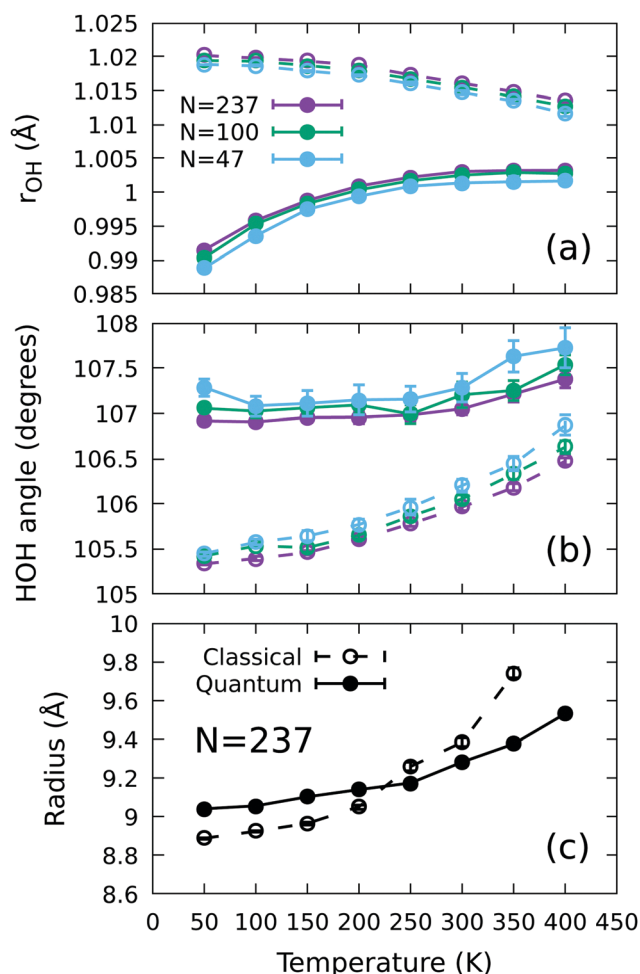 1.025
1.02
1.015
1.01
1.005
1
0.995
0.99
0.985
rOH (Å)
N=237
N=100
N=47
(a)
108
107.5
107
106.5
106
105.5
105
HOH angle (degrees)
(b)
10
9.8
9.4
9.2
9
8.8
8.6
Radius (Å)
Classical
Quantum
N=237
(c)
0 50 100 150 200 250 300 350 400 450
Temperature (K)